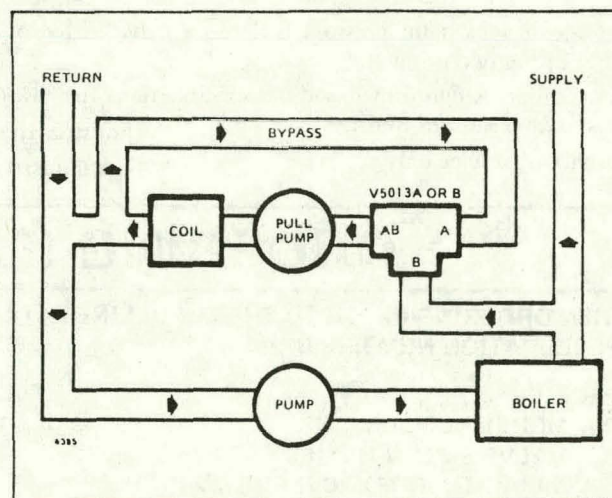 RETURN
SUPPLY
BYPASS
V5013A OR B
COIL
PULL
PUMP
AB
A
B
PUMP
BOILER
4385